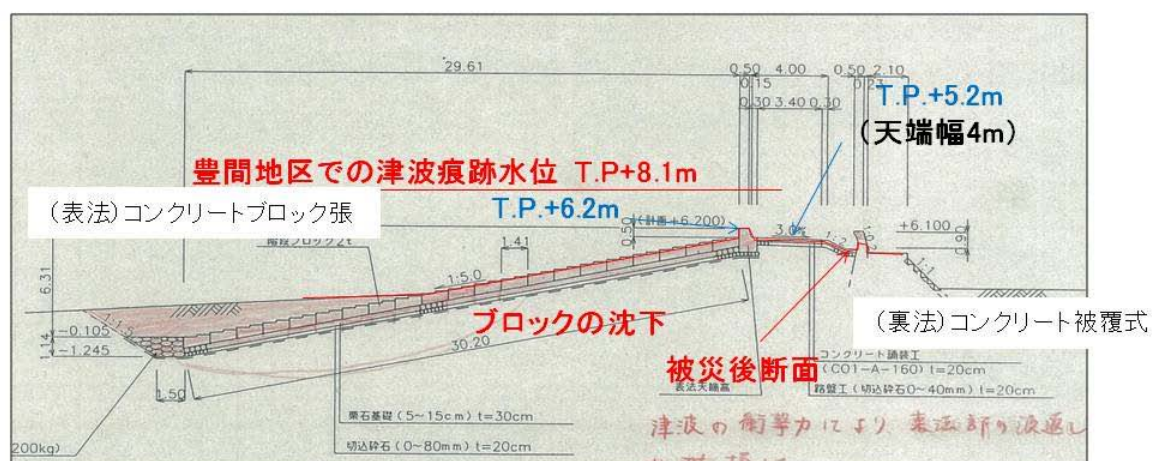 29.61
0.50 4.00 0.50 2.10
0.15 0.23
0.30 3.40 0.30
T.P.+5.2m
(天端幅4m)
豊間地区での津波痕跡水位 T.P+8.1m
(表法)コンクリートブロック張
T.P.+6.2m
(計画+6.200)
+6.100
0.50
3.0%
1:2
0.90
階段ブロック2t
1.41
1:5.0
1:1
6.31
1:1.5
-0.105
1.14
-1.245
ブロックの沈下
30.20
(裏法)コンクリート被覆式
被災後断面
コンクリート舗装工
(CO1-A-160) t=20cm
表法天端高
路盤工(切込砕石0~40mm) t=20cm
1.50
栗石基礎(5~15cm) t=30cm
切込砕石(0~80mm) t=20cm
200kg)
津波の衝撃力により 表法部の波返し